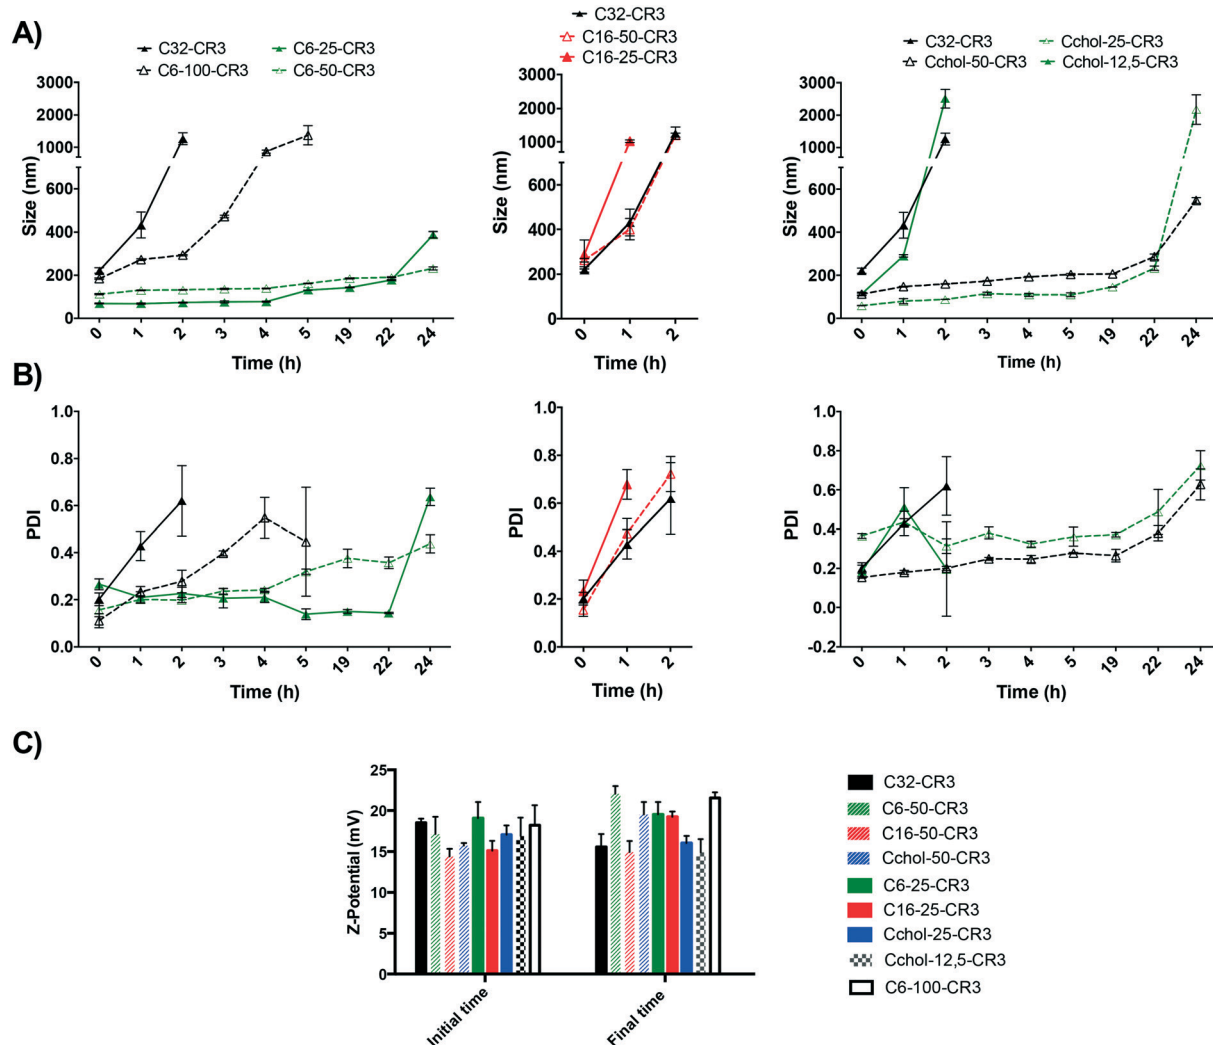 A)
C32-CR3 C6-25-CR3
C6-100-CR3 C6-50-CR3
Size (nm)
3000
2000
1000
600
400
200
0
0 1 2 3 4 5 19 22 24
Time (h)
C32-CR3
C16-50-CR3
C16-25-CR3
Size (nm)
3000
2000
1000
600
400
200
0
0 1 2
Time (h)
C32-CR3 Cchol-25-CR3
Cchol-50-CR3 Cchol-12,5-CR3
Size (nm)
3000
2000
1000
600
400
200
0
0 1 2 3 4 5 19 22 24
Time (h)
B)
PDI
1.0
0.8
0.6
0.4
0.2
0.0
0 1 2 3 4 5 19 22 24
Time (h)
PDI
1.0
0.8
0.6
0.4
0.2
0.0
0 1 2
Time (h)
PDI
1.0
0.8
0.6
0.4
0.2
0.0
-0.2
0 1 2 3 4 5 19 22 24
Time (h)
C)
Z-Potential (mV)
25
20
15
10
5
0
Initial time Final time
C32-CR3
C6-50-CR3
C16-50-CR3
Cchol-50-CR3
C6-25-CR3
C16-25-CR3
Cchol-25-CR3
Cchol-12,5-CR3
C6-100-CR3